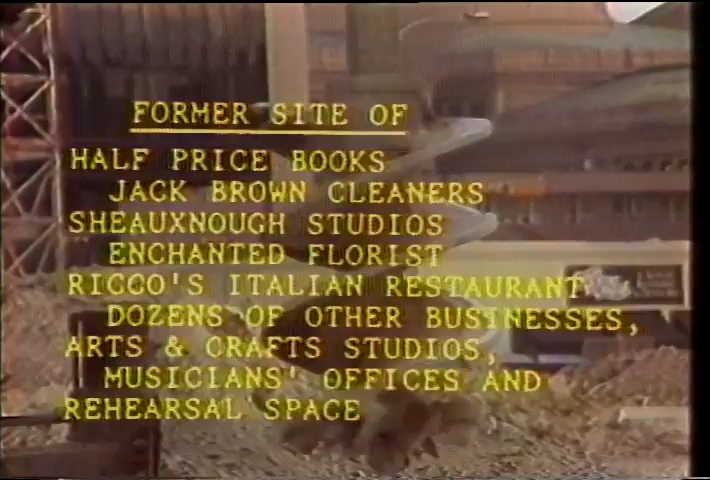 FORMER SITE OF
HALF PRICE BOOKS
JACK BROWN CLEANERS
SHEAUXNOUGH STUDIOS
ENCHANTED FLORIST
RICCO'S ITALIAN RESTAURANT
DOZENS OF OTHER BUSINESSES,
ARTS & CRAFTS STUDIOS,
MUSICIANS' OFFICES AND
REHEARSAL SPACE